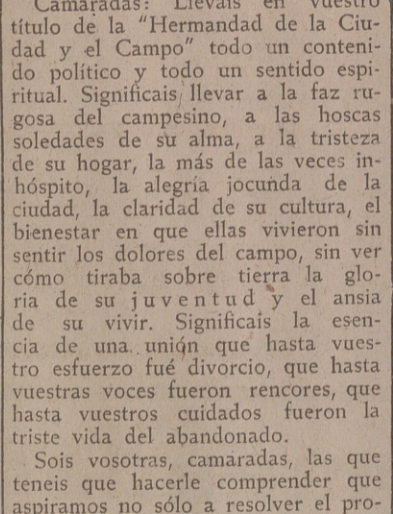 Camaradas: Llevais en vuestro
título de la "Hermandad de la Ciu-
dad y el Campo" todo un conteni-
do político y todo un sentido espi-
ritual. Significais llevar a la faz ru-
gosa del campesino, a las hoscas
soledades de su alma, a la tristeza
de su hogar, la más de las veces in-
hóspito, la alegría jocunda de la
ciudad, la claridad de su cultura, el
bienestar en que ellas vivieron sin
sentir los dolores del campo, sin ver
cómo tiraba sobre tierra la glo-
ria de su juventud y el ansia
de su vivir. Significais la esen-
cia de una unión que hasta vues-
tro esfuerzo fué divorcio, que hasta
vuestras voces fueron rencores, que
hasta vuestros cuidados fueron la
triste vida del abandonado.
Sois vosotras, camaradas, las que
teneis que hacerle comprender que
aspiramos no sólo a resolver el pro-